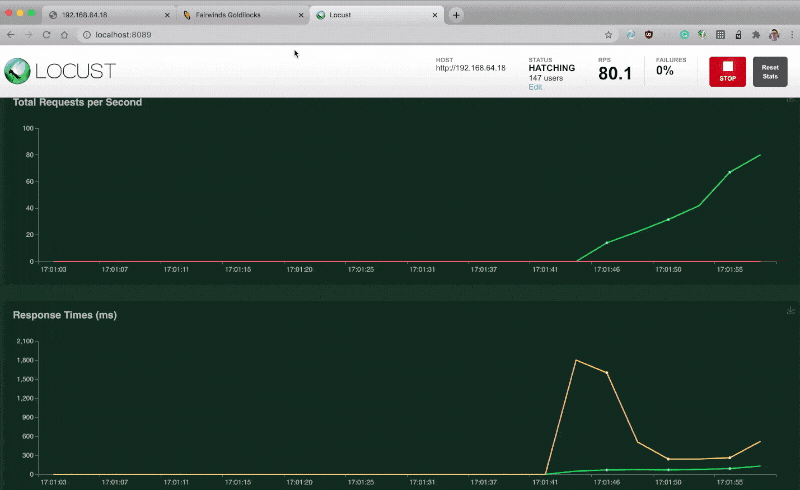 192.168.64.18
Fairwinds Goldilocks
Locust
localhost:8089
LOCUST
HOST
http://192.168.64.18
STATUS
HATCHING
147 users
Edit
RPS
80.1
FAILURES
0%
STOP
Reset
Stats
Total Requests per Second
100
80
60
40
20
0
17:01:03 17:01:07 17:01:11 17:01:15 17:01:20 17:01:25 17:01:31 17:01:37 17:01:41 17:01:46 17:01:50 17:01:55
Response Times (ms)
2,100
1,800
1,500
1,200
900
600
300
0
17:01:03 17:01:07 17:01:11 17:01:15 17:01:20 17:01:25 17:01:31 17:01:37 17:01:41 17:01:46 17:01:50 17:01:55